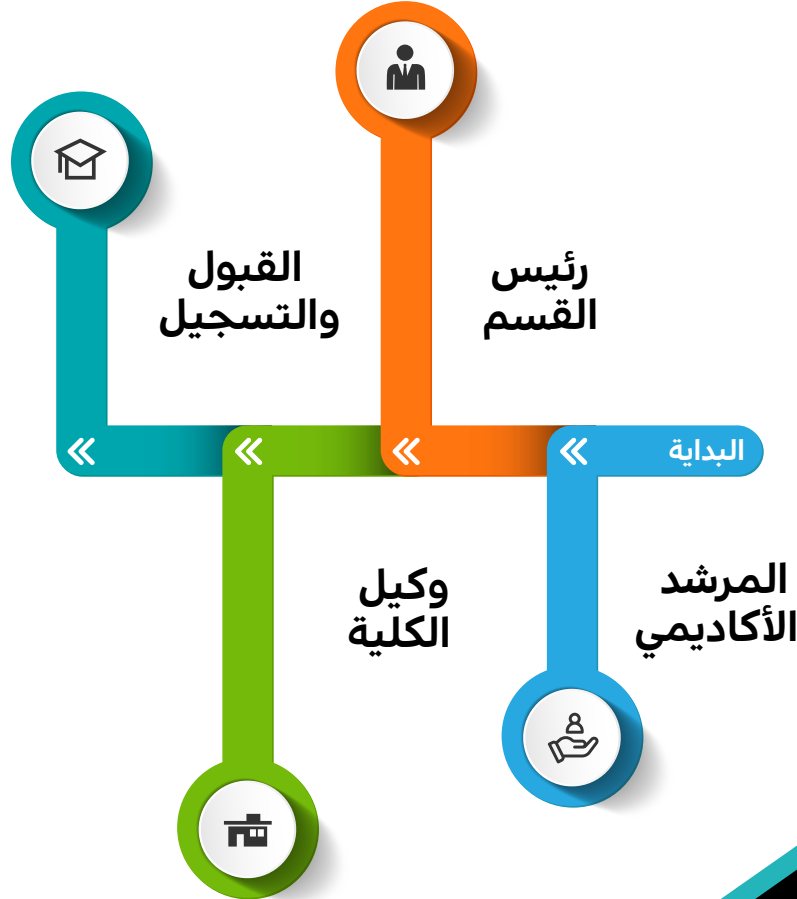 البداية
المرشد
الأكاديمي
رئيس
القسم
وكيل
الكلية
القبول
والتسجيل